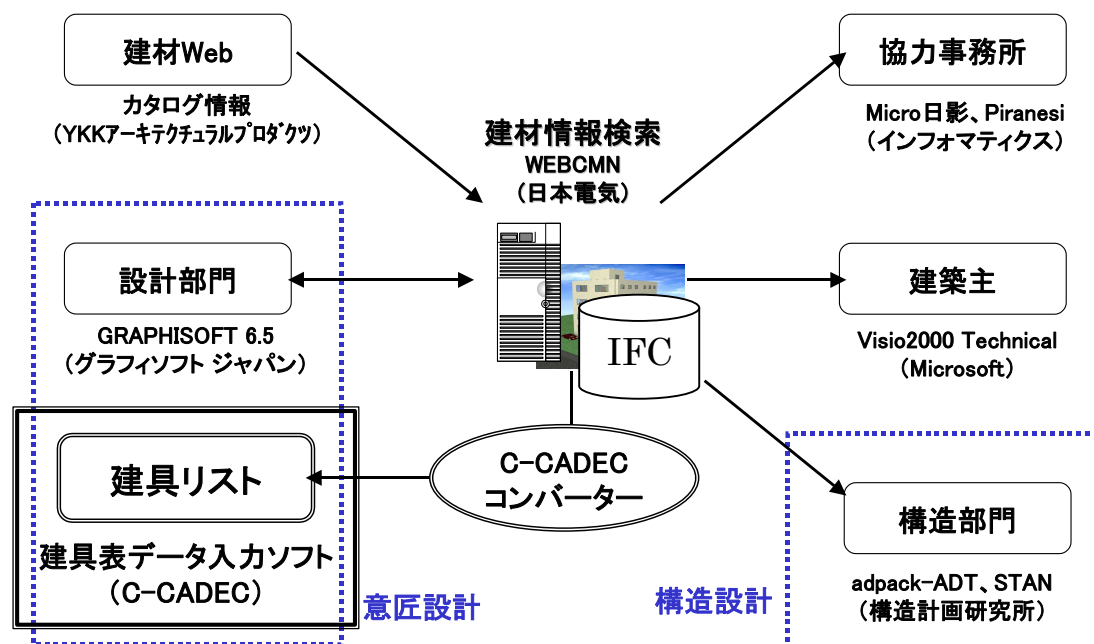 建材Web
カタログ情報
（YKKｱｰｷﾃｸﾁｭﾗﾙﾌﾟﾛﾀﾞｸﾂ）
協力事務所
Micro日影、Piranesi
（インフォマティクス）
建材情報検索
WEBCMN
（日本電気）
設計部門
GRAPHISOFT 6.5
（グラフィソフト ジャパン）
IFC
建築主
Visio2000 Technical
（Microsoft）
建具リスト
建具表データ入力ソフト
（C-CADEC）
C-CADEC
コンバーター
構造部門
adpack-ADT、STAN
（構造計画研究所）
意匠設計
構造設計